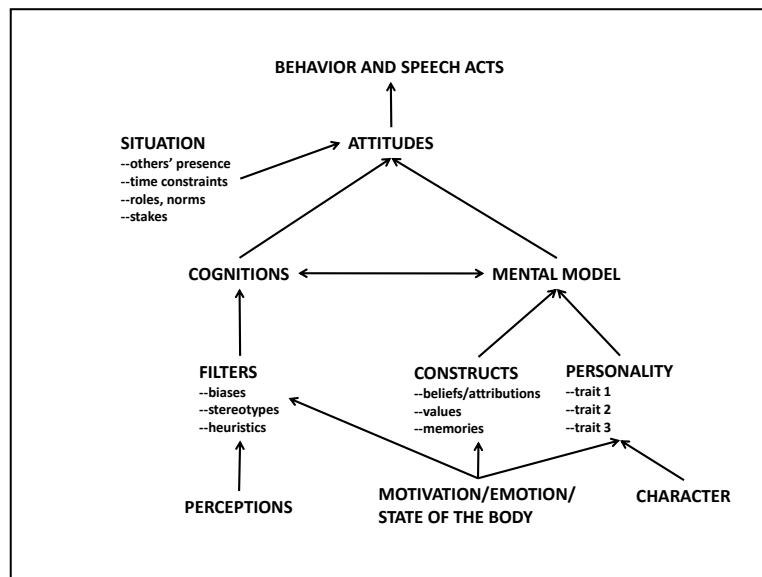 BEHAVIOR AND SPEECH ACTS
SITUATION
--others’ presence
--time constraints
--roles, norms
--stakes
ATTITUDES
COGNITIONS
MENTAL MODEL
FILTERS
--biases
--stereotypes
--heuristics
CONSTRUCTS
--beliefs/attributions
--values
--memories
PERSONALITY
--trait 1
--trait 2
--trait 3
PERCEPTIONS
MOTIVATION/EMOTION/
STATE OF THE BODY
CHARACTER